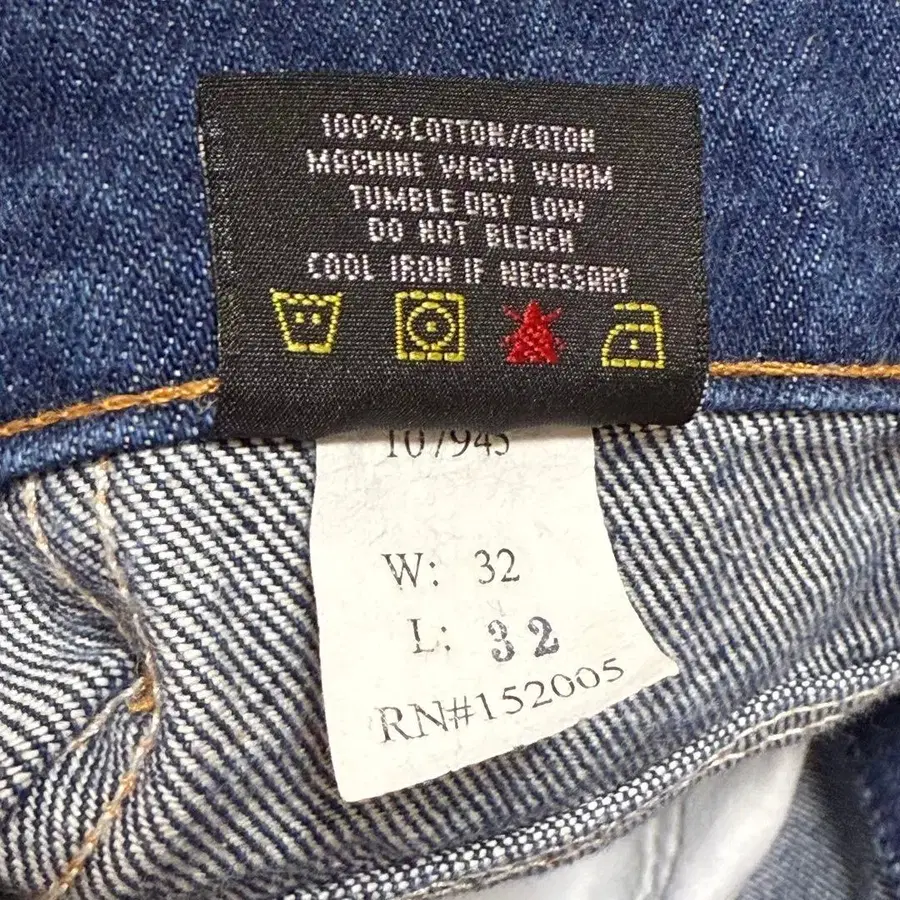 100% COTTON/COTON
MACHINE WASH WARM
TUMBLE DRY LOW
DO NOT BLEACH
COOL IRON IF NECESSARY
107945
W: 32
L: 32
RN#152005